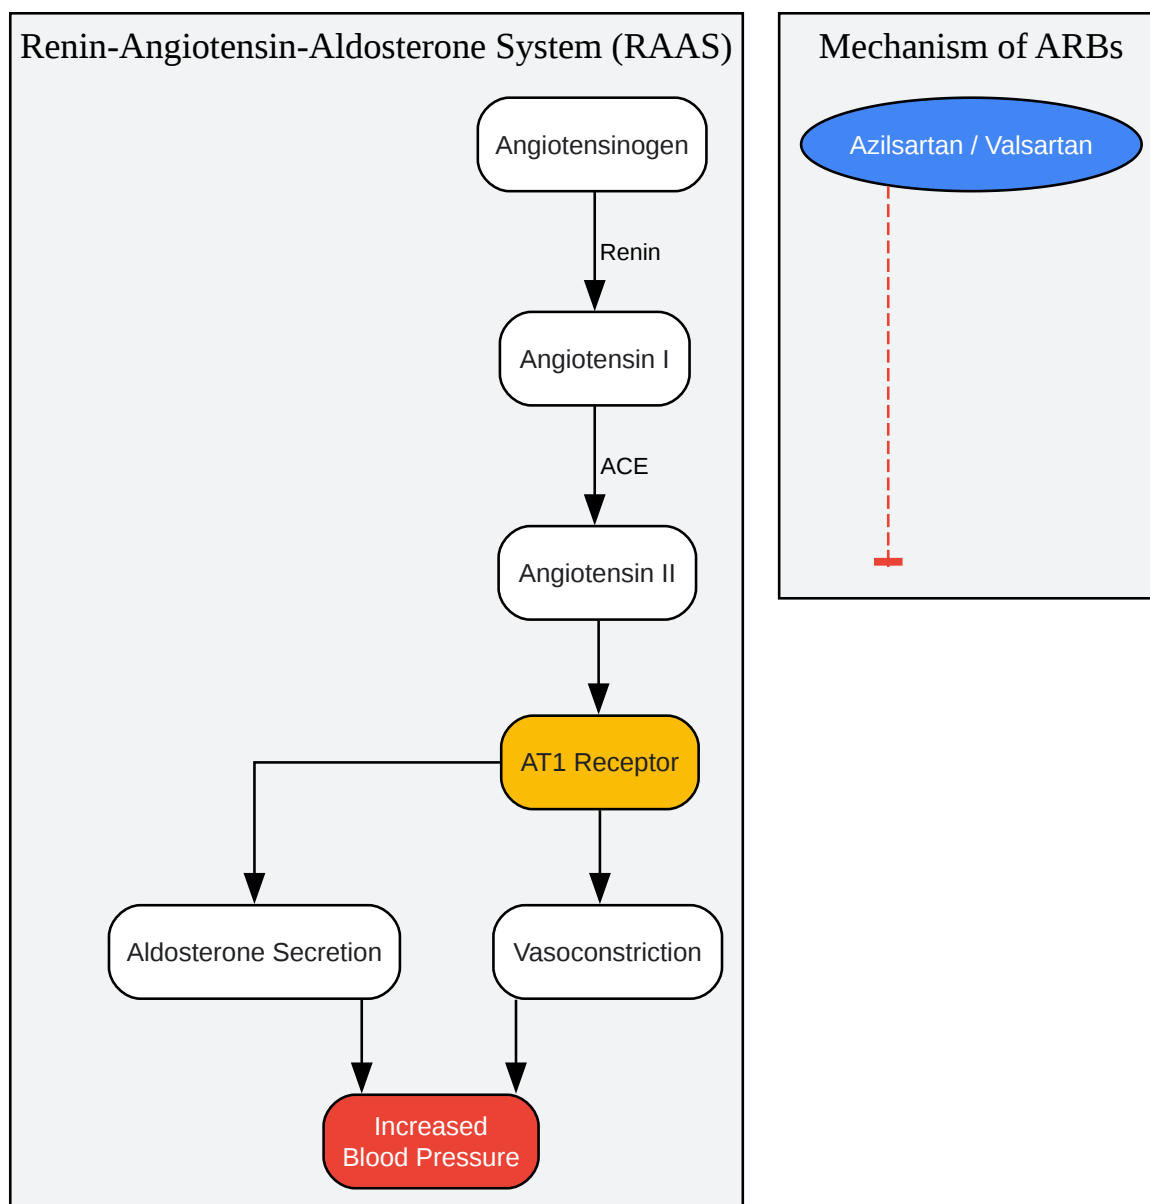 Renin-Angiotensin-Aldosterone System (RAAS)
Angiotensinogen
Renin
Angiotensin I
ACE
Angiotensin II
AT1 Receptor
Aldosterone Secretion
Vasoconstriction
Increased
Blood Pressure
Mechanism of ARBs
Azilsartan / Valsartan